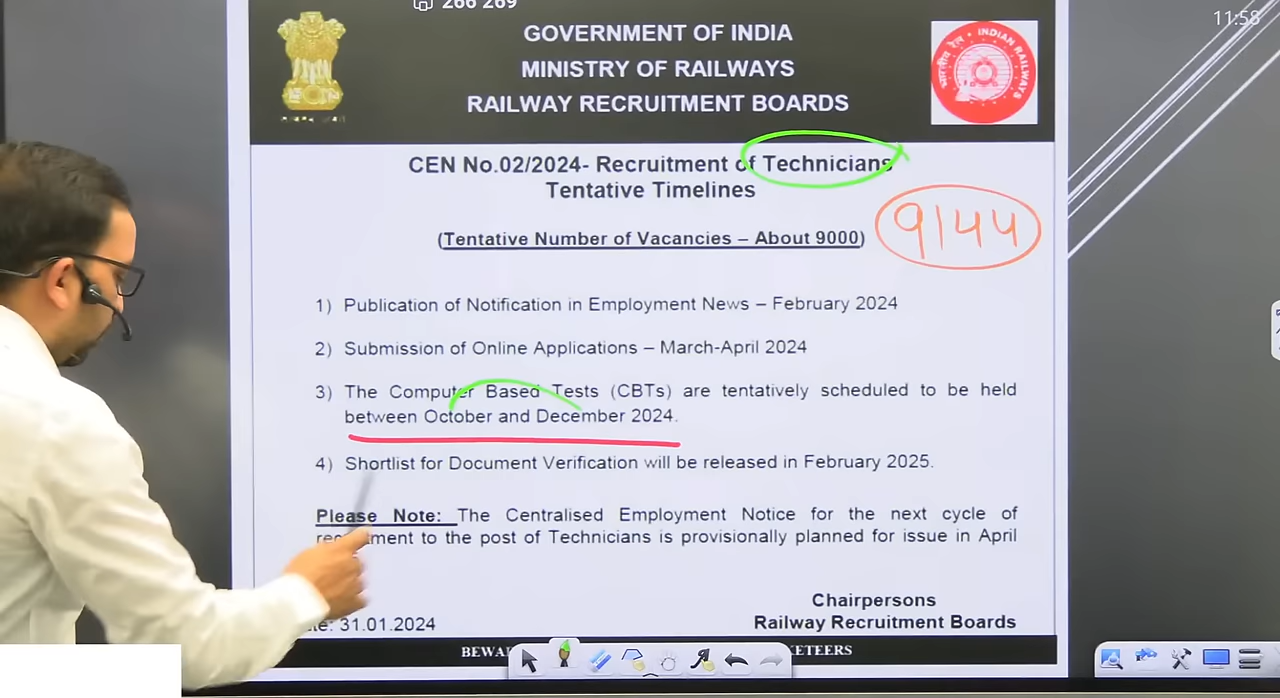 266 269
11:58
GOVERNMENT OF INDIA
MINISTRY OF RAILWAYS
RAILWAY RECRUITMENT BOARDS
INDIAN RAILWAYS
भारतीय रेल
CEN No.02/2024- Recruitment of Technicians
Tentative Timelines
(Tentative Number of Vacancies – About 9000)
9144
1) Publication of Notification in Employment News – February 2024
2) Submission of Online Applications – March-April 2024
3) The Computer Based Tests (CBTs) are tentatively scheduled to be held
between October and December 2024.
4) Shortlist for Document Verification will be released in February 2025.
Please Note: The Centralised Employment Notice for the next cycle of
to the post of Technicians is provisionally planned for issue in April
Chairpersons
31.01.2024
Railway Recruitment Boards